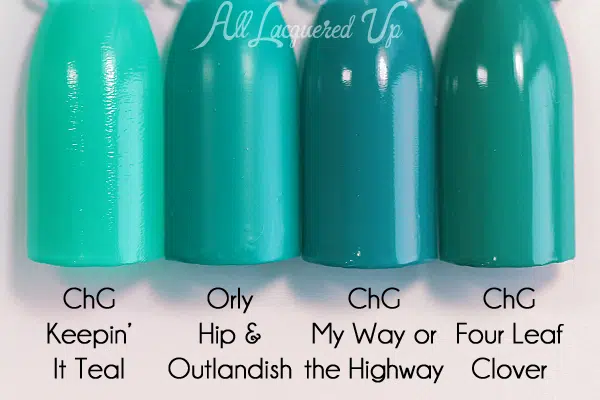 All Lacquered Up
ChG
Keepin'
It Teal
Orly
Hip &
Outlandish
ChG
My Way or
the Highway
ChG
Four Leaf
Clover